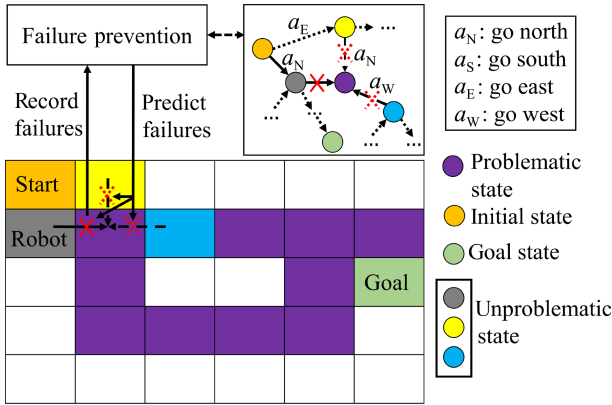 Failure prevention
Record
failures
Predict
failures
a_E
a_N
a_N
a_W
...
...
...
...
...
a_N: go north
a_S: go south
a_E: go east
a_W: go west
Start
Robot
Goal
Problematic
state
Initial state
Goal state
Unproblematic
state